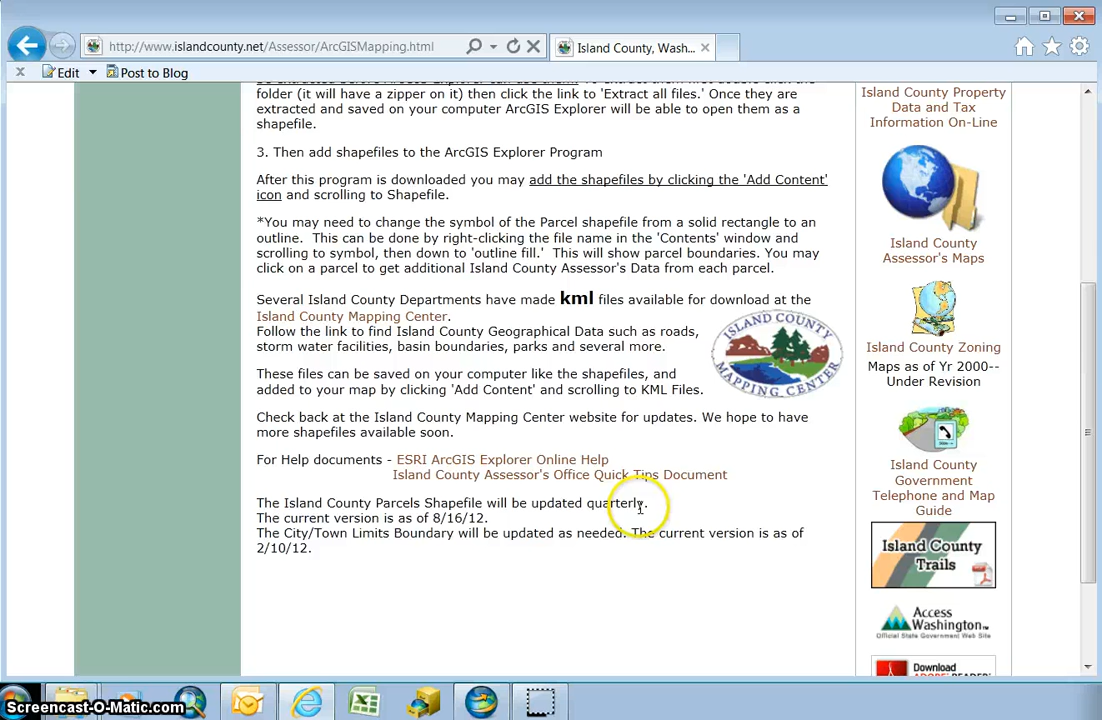 http://www.islandcounty.net/Assessor/ArcGISMapping.html
Island County, Wash...
Edit
Post to Blog
folder (it will have a zipper on it) then click the link to 'Extract all files.' Once they are
extracted and saved on your computer ArcGIS Explorer will be able to open them as a
shapefile.
3. Then add shapefiles to the ArcGIS Explorer Program
After this program is downloaded you may add the shapefiles by clicking the 'Add Content'
icon and scrolling to Shapefile.
*You may need to change the symbol of the Parcel shapefile from a solid rectangle to an
outline. This can be done by right-clicking the file name in the 'Contents' window and
scrolling to symbol, then down to 'outline fill.' This will show parcel boundaries. You may
click on a parcel to get additional Island County Assessor's Data from each parcel.
Several Island County Departments have made kml files available for download at the
Island County Mapping Center.
Follow the link to find Island County Geographical Data such as roads,
storm water facilities, basin boundaries, parks and several more.
These files can be saved on your computer like the shapefiles, and
added to your map by clicking 'Add Content' and scrolling to KML Files.
ISLAND COUNTY
MAPPING CENTER
Check back at the Island County Mapping Center website for updates. We hope to have
more shapefiles available soon.
For Help documents - ESRI ArcGIS Explorer Online Help
Island County Assessor's Office Quick Tips Document
The Island County Parcels Shapefile will be updated quarterly.
The current version is as of 8/16/12.
The City/Town Limits Boundary will be updated as needed. The current version is as of
2/10/12.
Island County Property
Data and Tax
Information On-Line
Island County
Assessor's Maps
Island County Zoning
Maps as of Yr 2000--
Under Revision
Island County
Government
Telephone and Map
Guide
Island County
Trails
Access
Washington
Official State Government Web Site
Download
Screencast-O-Matic.com